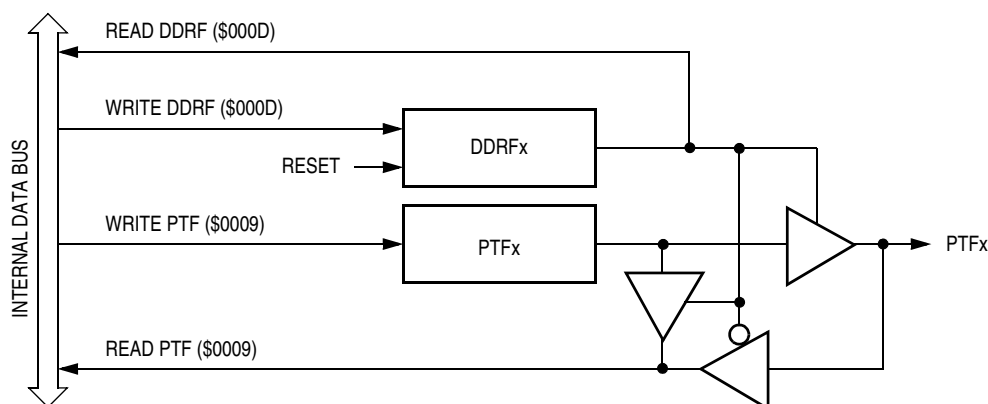 READ DDRF ($000D)
WRITE DDRF ($000D)
DDRFx
RESET
WRITE PTF ($0009)
PTFx
PTFx
READ PTF ($0009)
INTERNAL DATA BUS